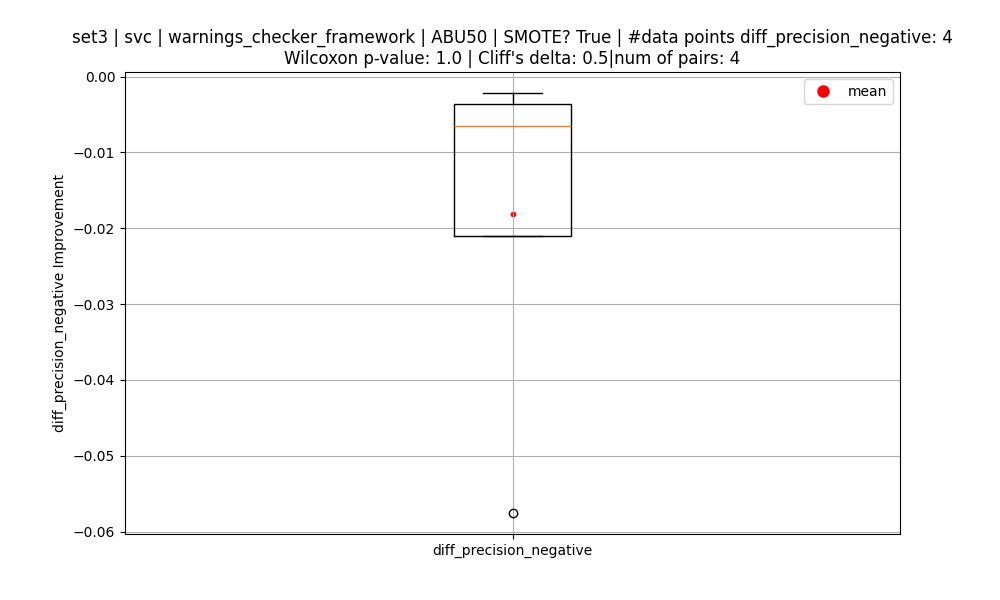 set3 | svc | warnings_checker_framework | ABU50 | SMOTE? True | #data points diff_precision_negative: 4
Wilcoxon p-value: 1.0 | Cliff's delta: 0.5|num of pairs: 4
mean
diff_precision_negative Improvement
0.00
−0.01
−0.02
−0.03
−0.04
−0.05
−0.06
diff_precision_negative